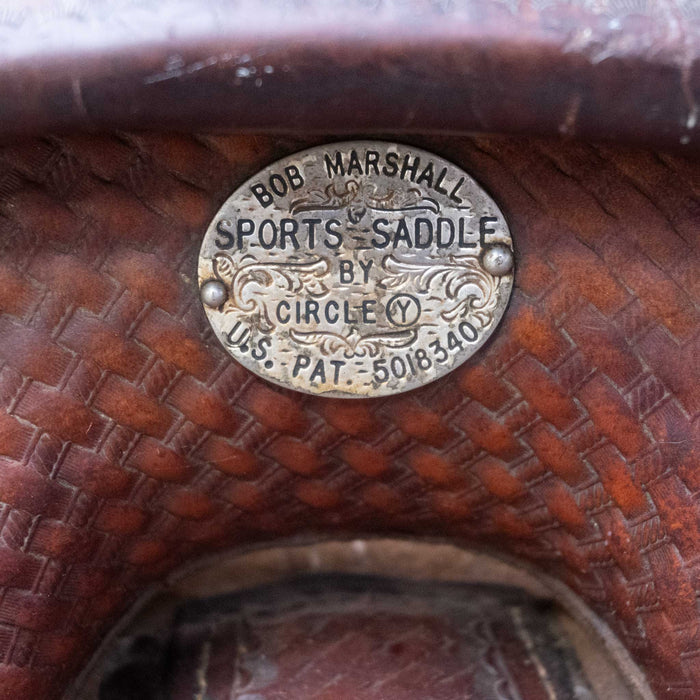 BOB MARSHALL
SPORTS SADDLE
BY
CIRCLE Y
U.S. PAT. 5018340